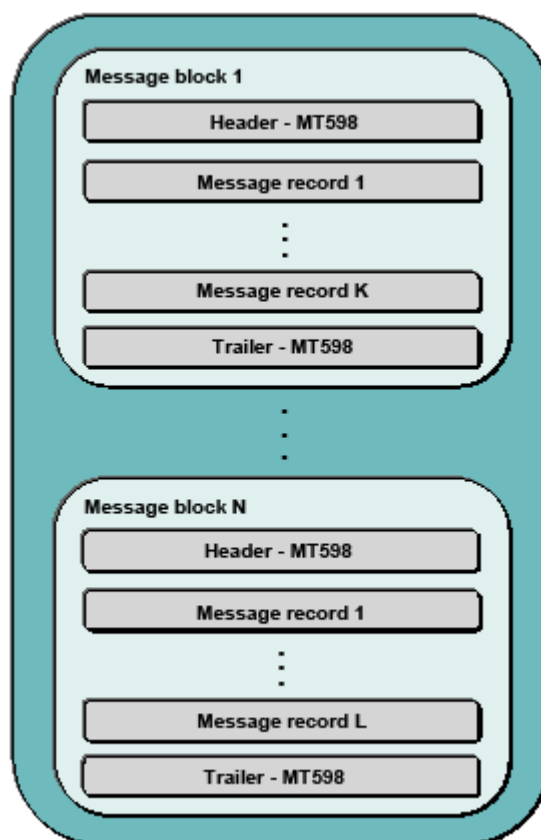 Message block 1
Header - MT598
Message record 1
Message record K
Trailer - MT598
Message block N
Header - MT598
Message record 1
Message record L
Trailer - MT598